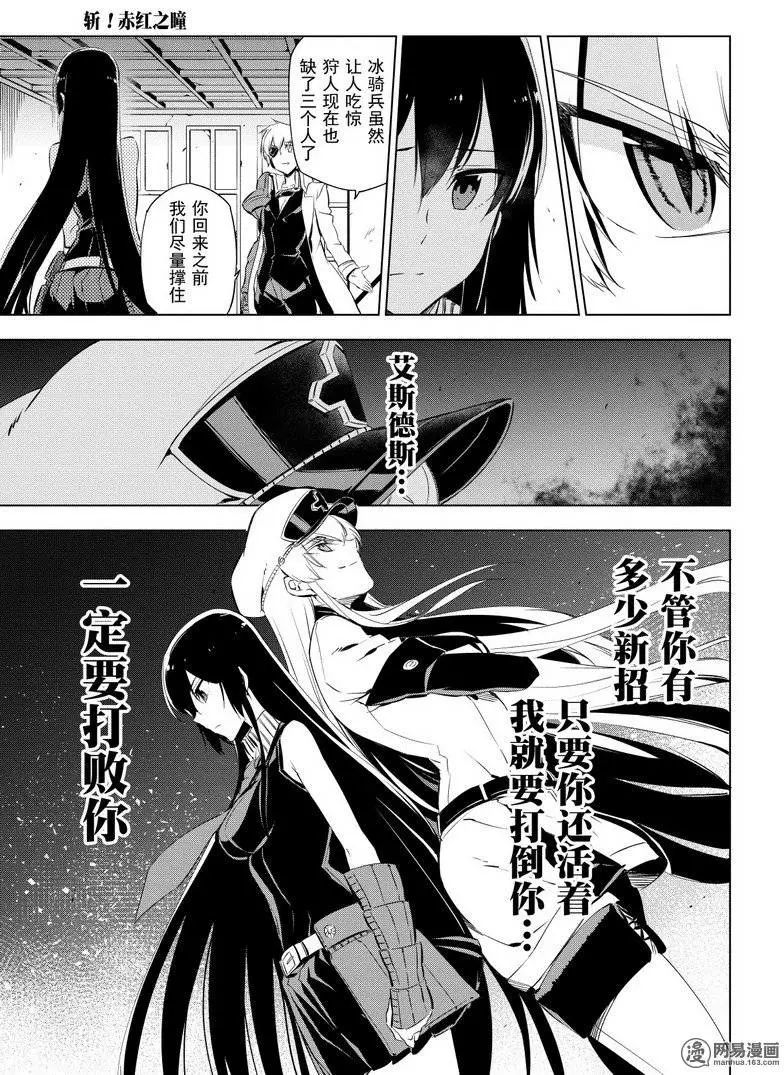 斩！赤红之瞳
冰骑兵虽然
让人吃惊
狩人现在也
缺了三个人了
你回来之前
我们尽量撑住
艾斯德斯…
不管你有
多少新招
只要你还活着
我就要打倒你…
一定要打败你
漫 网易漫画
manhua.163.com